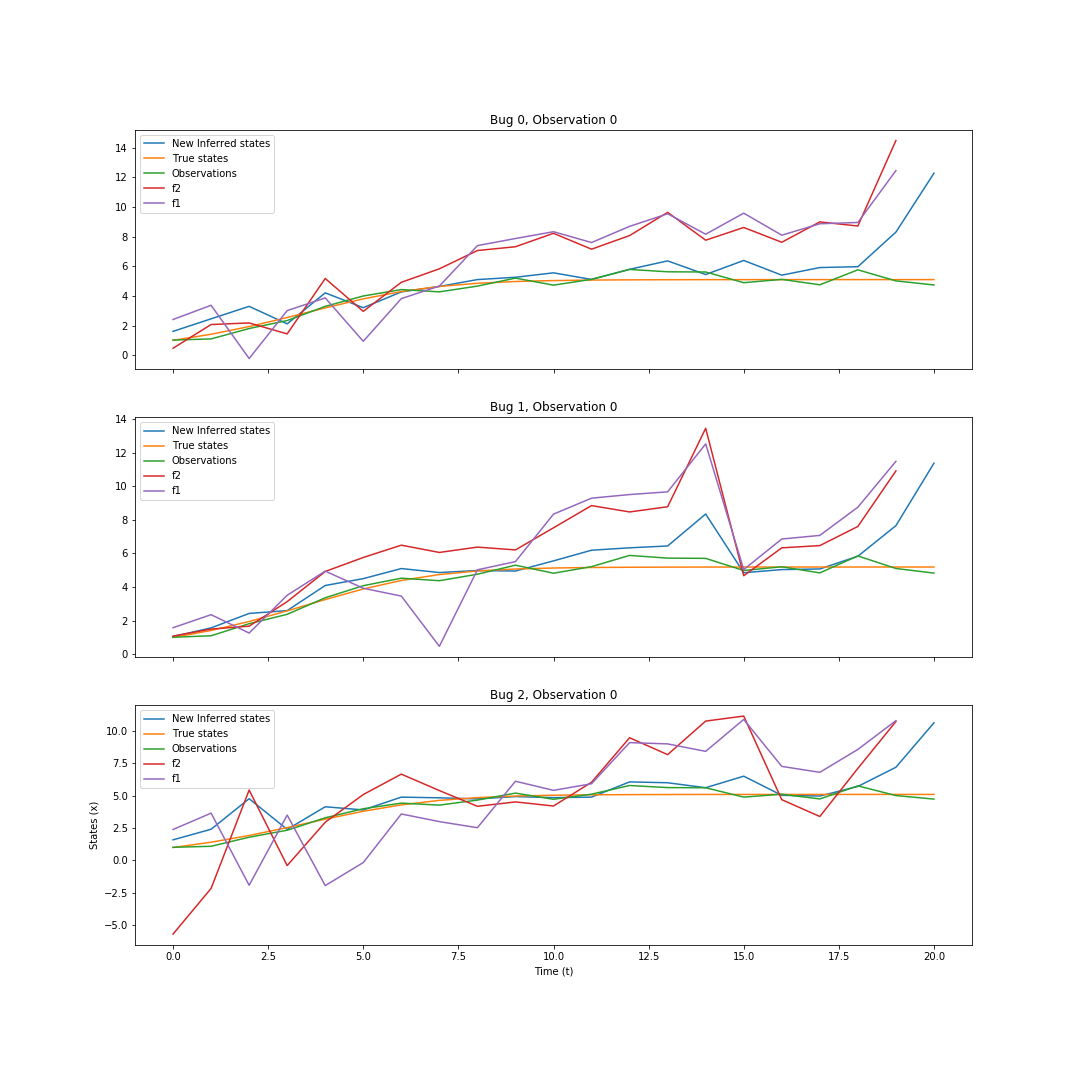 Bug 0, Observation 0
New Inferred states
True states
Observations
f2
f1
14
12
10
8
6
4
2
0
Bug 1, Observation 0
New Inferred states
True states
Observations
f2
f1
14
12
10
8
6
4
2
0
Bug 2, Observation 0
New Inferred states
True states
Observations
f2
f1
10.0
7.5
5.0
2.5
0.0
−2.5
−5.0
States (x)
0.0 2.5 5.0 7.5 10.0 12.5 15.0 17.5 20.0
Time (t)